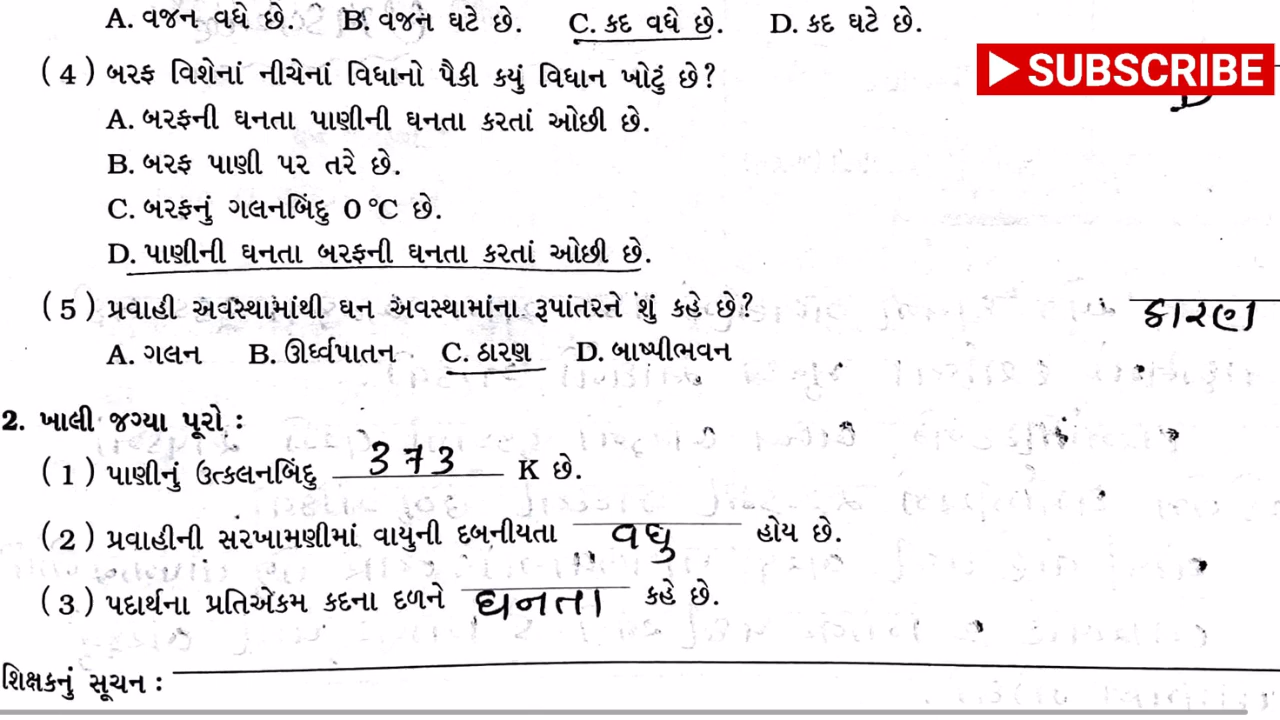 A. વજન વધે છે. B. વજન ઘટે છે. C. કદ વધે છે. D. કદ ઘટે છે.
SUBSCRIBE
(4) બરફ વિશેનાં નીચેનાં વિધાનો પૈકી કયું વિધાન ખોટું છે?
D
A. બરફની ઘનતા પાણીની ઘનતા કરતાં ઓછી છે.
B. બરફ પાણી પર તરે છે.
C. બરફનું ગલનબિંદુ 0 °C છે.
D. પાણીની ઘનતા બરફની ઘનતા કરતાં ઓછી છે.
(5) પ્રવાહી અવસ્થામાંથી ઘન અવસ્થામાંના રૂપાંતરને શું કહે છે?
ઠારણ
A. ગલન B. ઊર્ધ્વપાતન C. ઠારણ D. બાષ્પીભવન
2. ખાલી જગ્યા પૂરો :
(1) પાણીનું ઉત્કલનબિંદુ 373 K છે.
(2) પ્રવાહીની સરખામણીમાં વાયુની દબનીયતા વધુ હોય છે.
(3) પદાર્થના પ્રતિએકમ કદના દળને ઘનતા કહે છે.
શિક્ષકનું સૂચન :